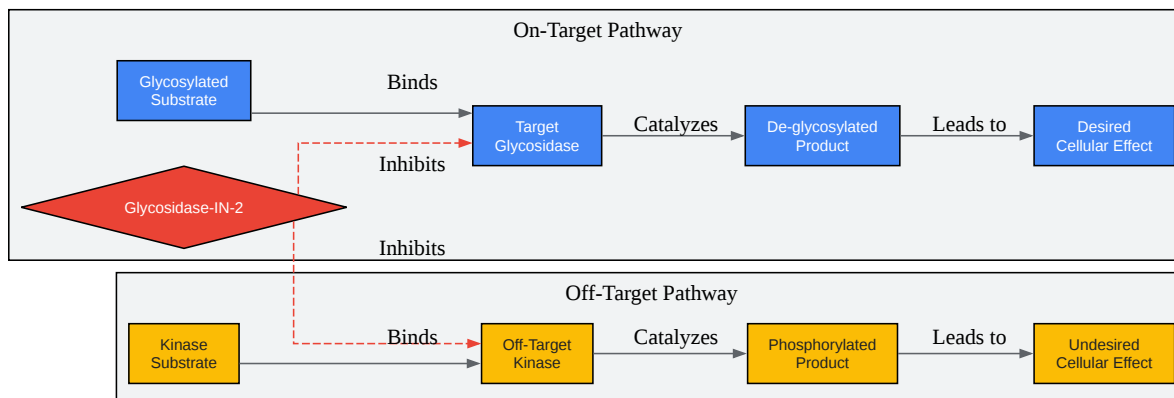 On-Target Pathway
Glycosylated
Substrate
Binds
Target
Glycosidase
Catalyzes
De-glycosylated
Product
Leads to
Desired
Cellular Effect
Inhibits
Glycosidase-IN-2
Inhibits
Off-Target Pathway
Kinase
Substrate
Binds
Off-Target
Kinase
Catalyzes
Phosphorylated
Product
Leads to
Undesired
Cellular Effect